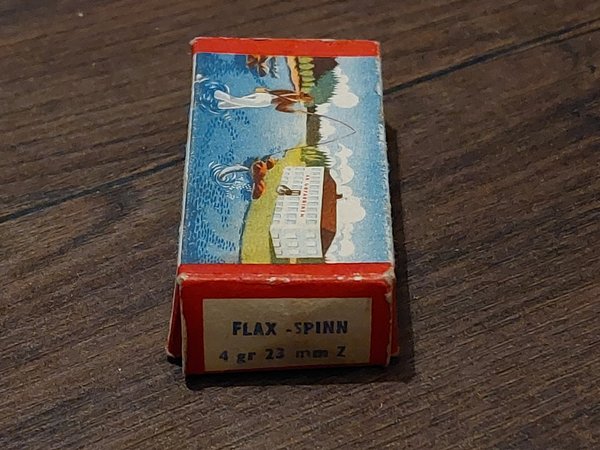 FLAX -SPINN
4 gr 23 mm Z